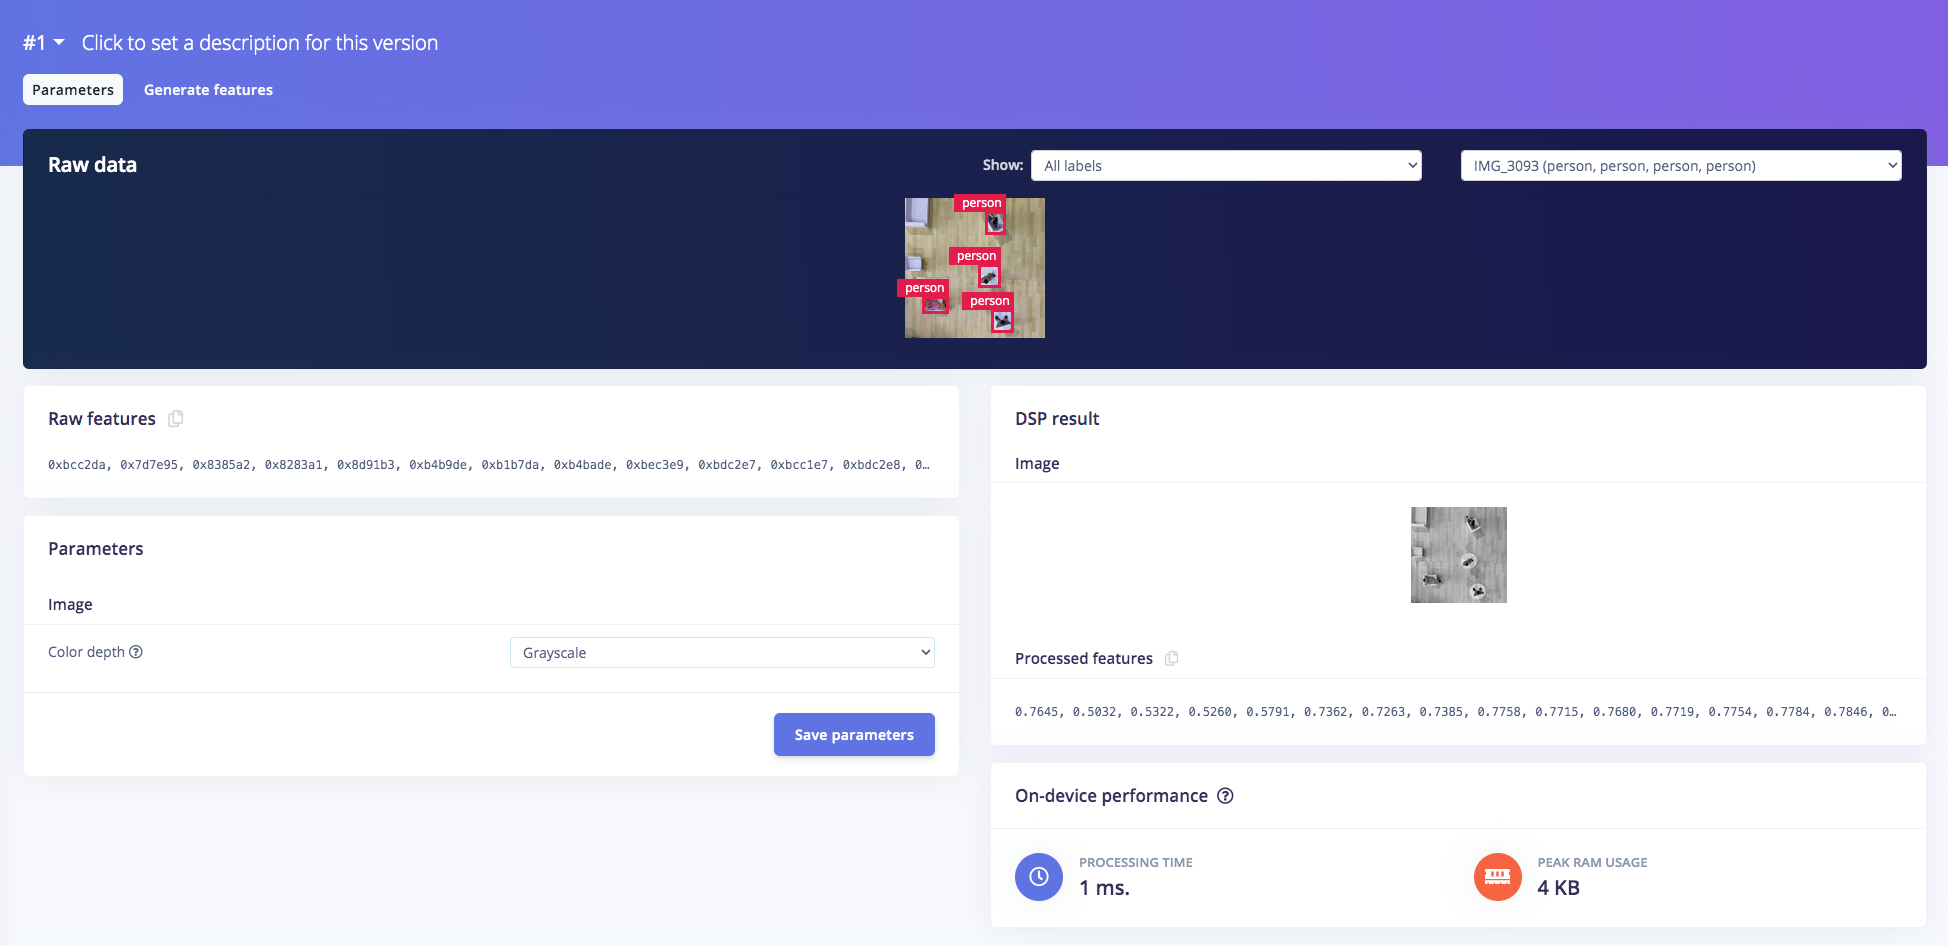 #1 Click to set a description for this version
Parameters Generate features
Raw data Show: All labels IMG_3093 (person, person, person, person)
person
person
person
person
Raw features
0xbcc2da, 0x7d7e95, 0x8385a2, 0x8283a1, 0x8d91b3, 0xb4b9de, 0xb1b7da, 0xb4bade, 0xbec3e9, 0xbdc2e7, 0xbcc1e7, 0xbdc2e8, 0…
Parameters
Image
Color depth Grayscale
Save parameters
DSP result
Image
Processed features
0.7645, 0.5032, 0.5322, 0.5260, 0.5791, 0.7362, 0.7263, 0.7385, 0.7758, 0.7715, 0.7680, 0.7719, 0.7754, 0.7784, 0.7846, 0…
On-device performance
PROCESSING TIME
1 ms.
PEAK RAM USAGE
4 KB